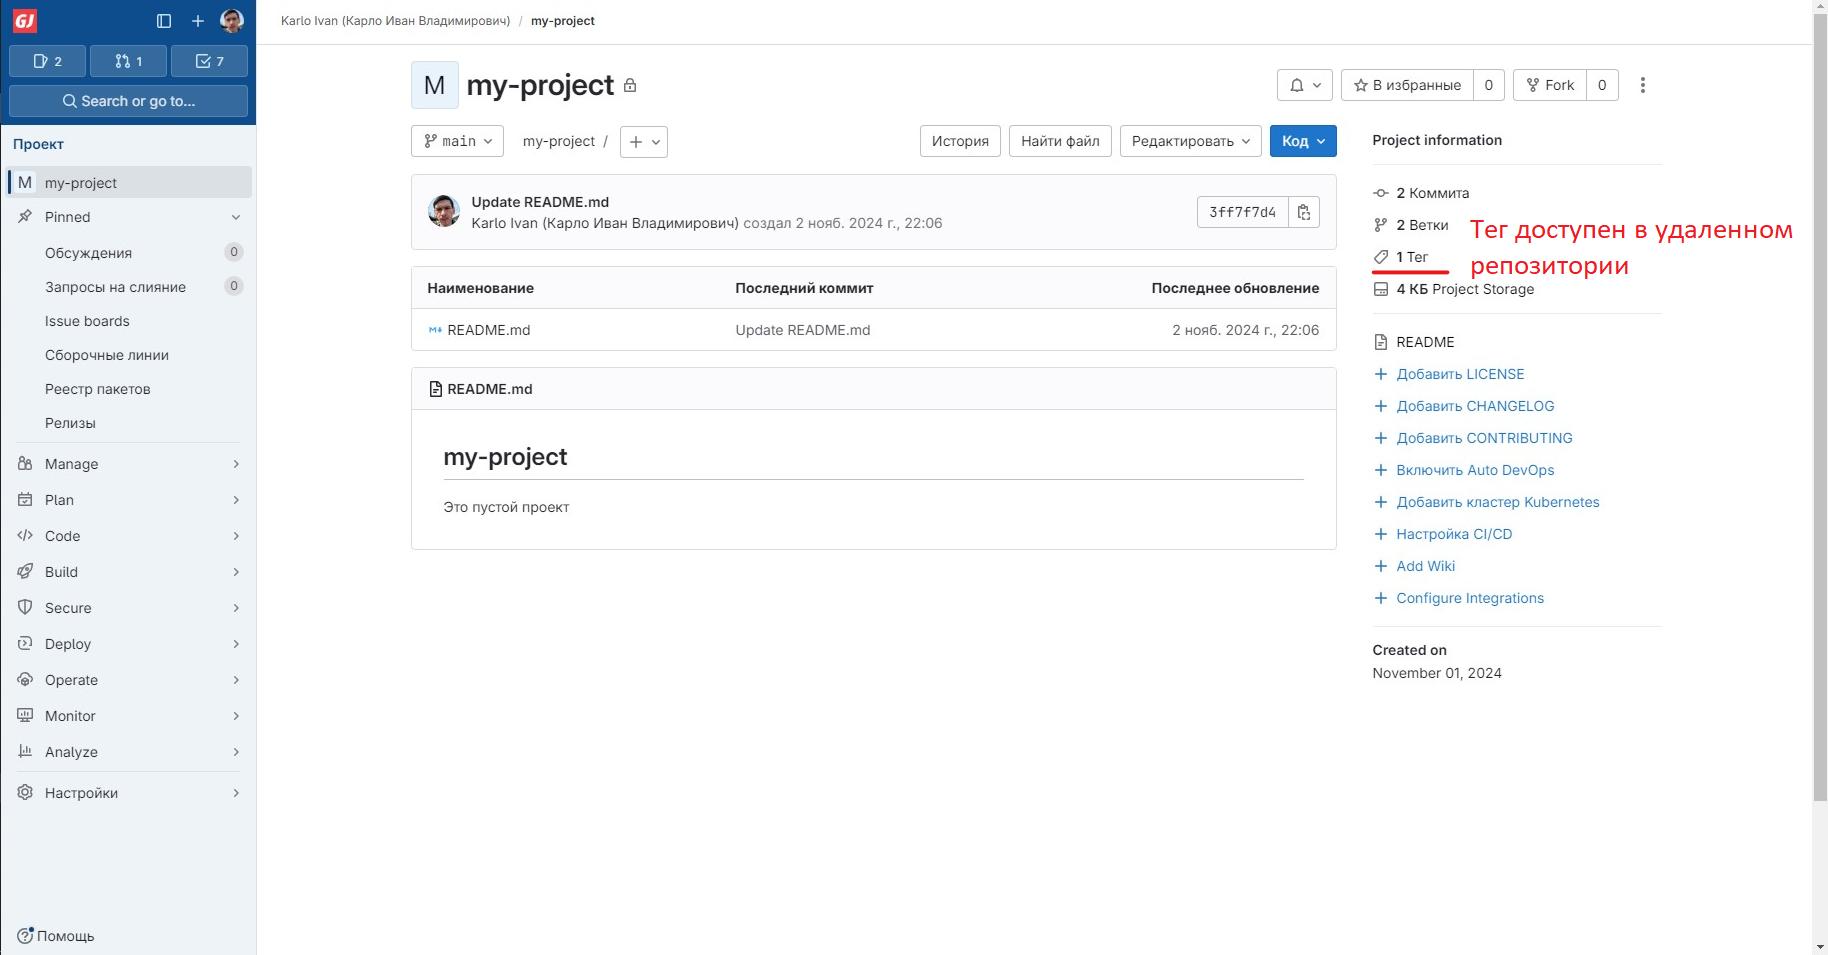 GJ
2
1
7
Search or go to...
Проект
M my-project
Pinned
Обсуждения 0
Запросы на слияние 0
Issue boards
Сборочные линии
Реестр пакетов
Релизы
Manage
Plan
Code
Build
Secure
Deploy
Operate
Monitor
Analyze
Настройки
Помощь
Karlo Ivan (Карло Иван Владимирович) / my-project
M my-project
В избранные 0
Fork 0
main
my-project /
История
Найти файл
Редактировать
Код
Update README.md
Karlo Ivan (Карло Иван Владимирович) создал 2 нояб. 2024 г., 22:06
3ff7f7d4
Наименование Последний коммит Последнее обновление
README.md Update README.md 2 нояб. 2024 г., 22:06
README.md
my-project
Это пустой проект
Project information
2 Коммита
2 Ветки
1 Тег
Тег доступен в удаленном
репозитории
4 КБ Project Storage
README
Добавить LICENSE
Добавить CHANGELOG
Добавить CONTRIBUTING
Включить Auto DevOps
Добавить кластер Kubernetes
Настройка CI/CD
Add Wiki
Configure Integrations
Created on
November 01, 2024